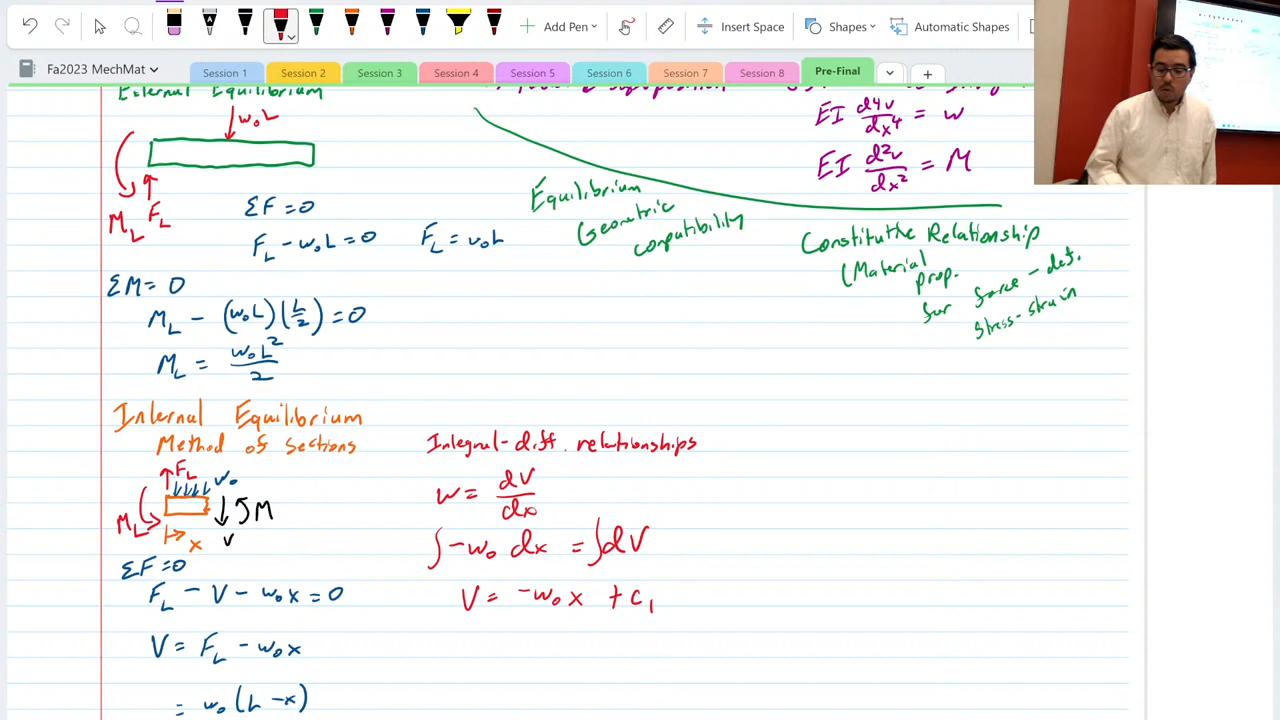 Add Pen
Insert Space
Shapes
Automatic Shapes
Fa2023 MechMat
Session 1
Session 2
Session 3
Session 4
Session 5
Session 6
Session 7
Session 8
Pre-Final
External Equilibrium
w₀L
M_L F_L
ΣF = 0
F_L - w₀L = 0 F_L = w₀L
ΣM = 0
M_L - (w₀L)(L/2) = 0
M_L = w₀L²/2
EI d⁴v/dx⁴ = w
EI d²v/dx² = M
Equilibrium
Geometric
compatibility
Constitutive Relationship
(Material
prop.
for force - def.
stress - strain
Internal Equilibrium
Method of Sections
F_L w₀
M_L M
x V
ΣF = 0
F_L - V - w₀x = 0
V = F_L - w₀x
= w₀(L - x)
Integral - diff. relationships
w = dV/dx
∫ -w₀ dx = ∫ dV
V = -w₀x + c₁